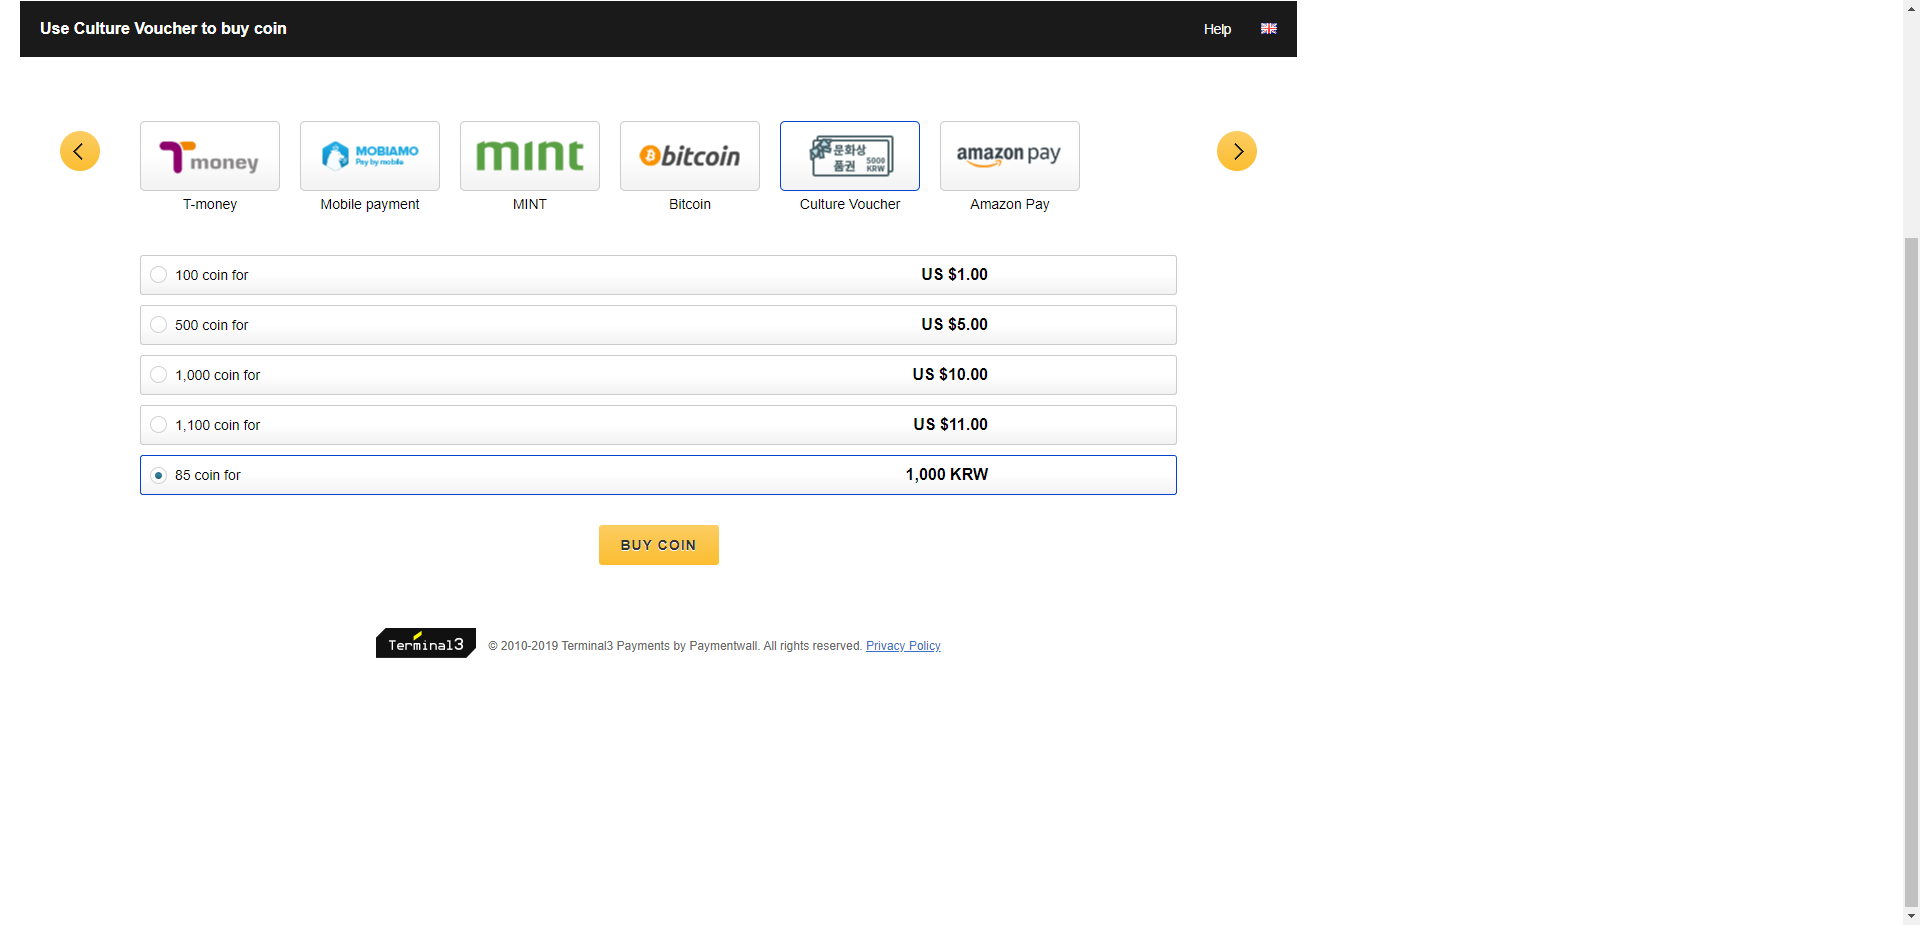 Use Culture Voucher to buy coin
Help
T money
MOBIAMO
Pay by mobile
mint
bitcoin
문화상
품권
5000
KRW
amazon pay
T-money
Mobile payment
MINT
Bitcoin
Culture Voucher
Amazon Pay
100 coin for US $1.00
500 coin for US $5.00
1,000 coin for US $10.00
1,100 coin for US $11.00
85 coin for 1,000 KRW
BUY COIN
Terminal3
© 2010-2019 Terminal3 Payments by Paymentwall. All rights reserved. Privacy Policy